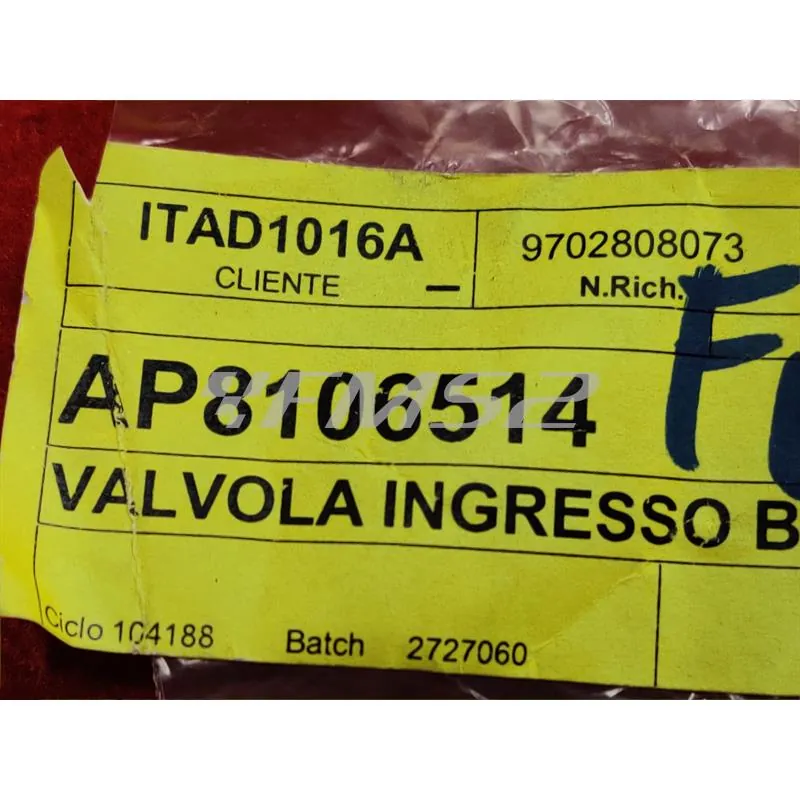 ITAD1016A 9702808073
CLIENTE – N.Rich.
AP8106514
VALVOLA INGRESSO B
Ciclo 104188 Batch 2727060